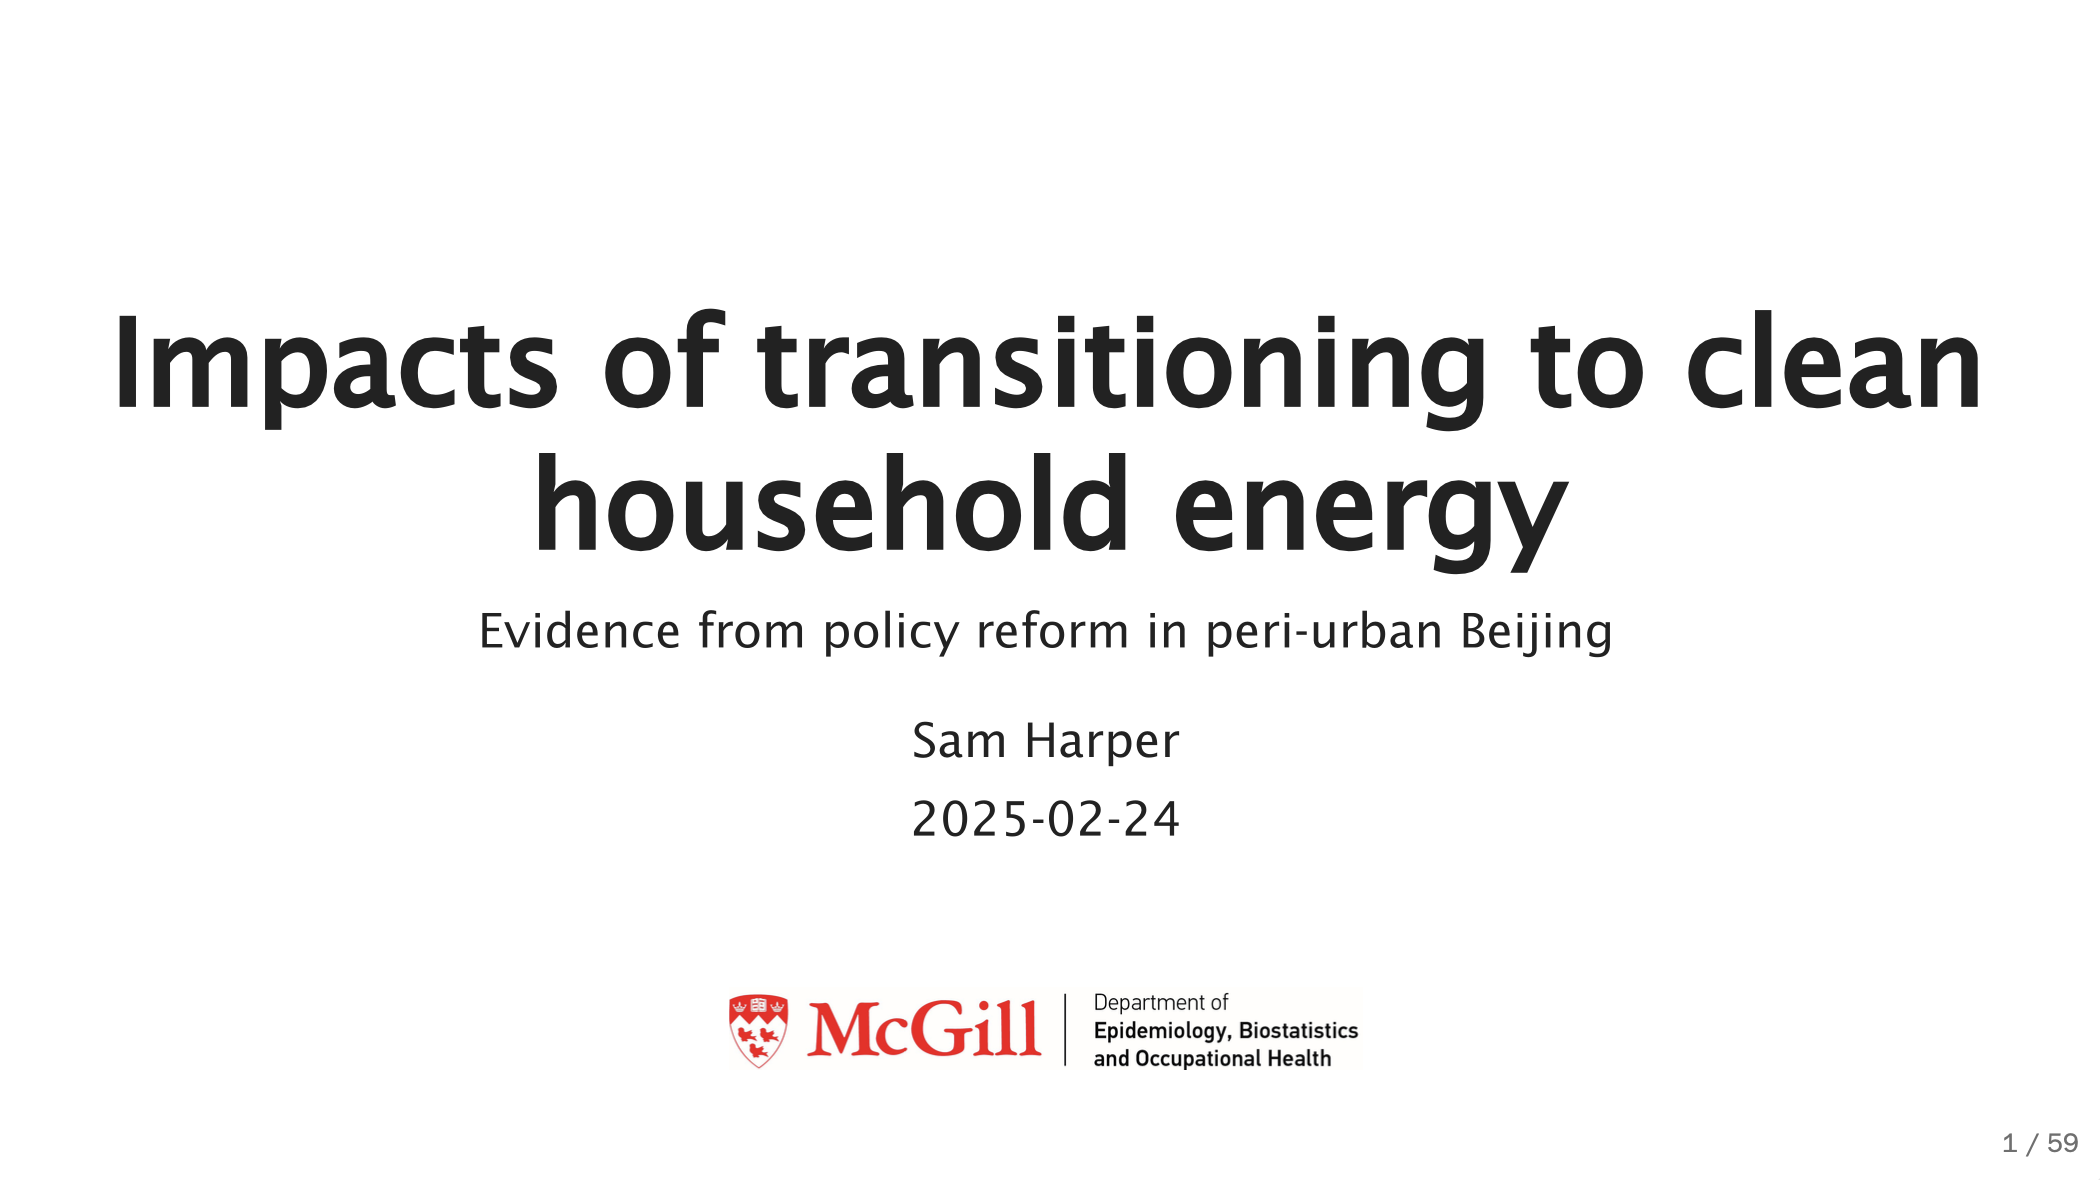 Impacts of transitioning to clean
household energy
Evidence from policy reform in peri-urban Beijing
Sam Harper
2025-02-24
McGill
Department of
Epidemiology, Biostatistics
and Occupational Health
1 / 59